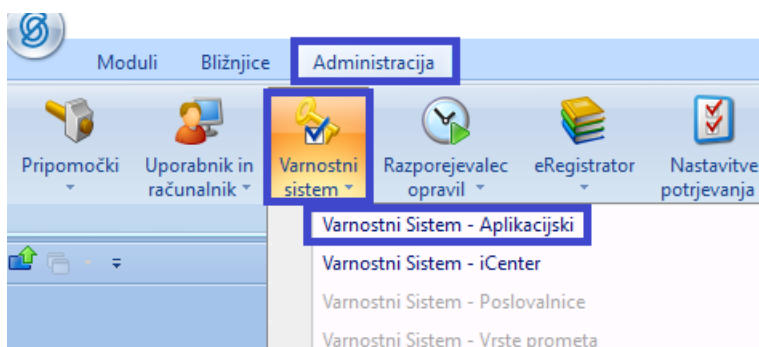 Moduli Bližnjice Administracija
Pripomočki Uporabnik in računalnik Varnostni sistem Razporejevalec opravil eRegistrator Nastavitve potrjevanja
Varnostni Sistem - Aplikacijski
Varnostni Sistem - iCenter
Varnostni Sistem - Poslovalnice
Varnostni Sistem - Vrste prometa